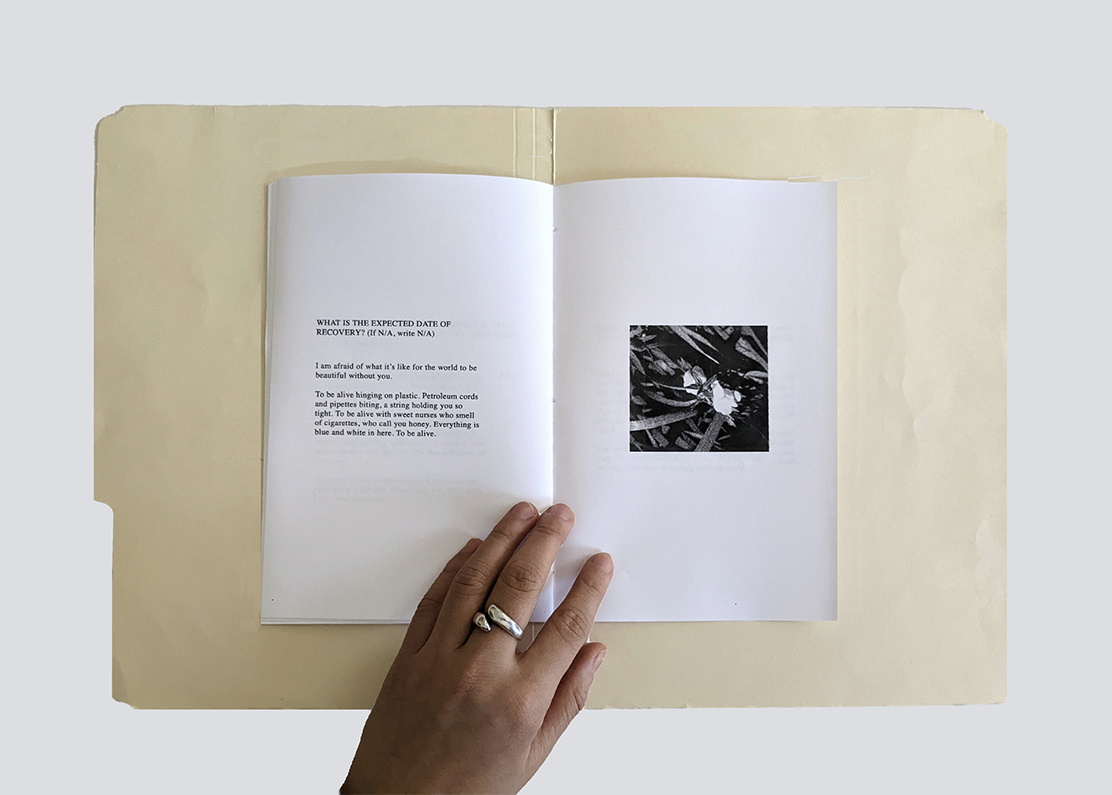 WHAT IS THE EXPECTED DATE OF
RECOVERY? (If N/A, write N/A)
I am afraid of what it's like for the world to be
beautiful without you.
To be alive hinging on plastic. Petroleum cords
and pipettes biting, a string holding you so
tight. To be alive with sweet nurses who smell
of cigarettes, who call you honey. Everything is
blue and white in here. To be alive.